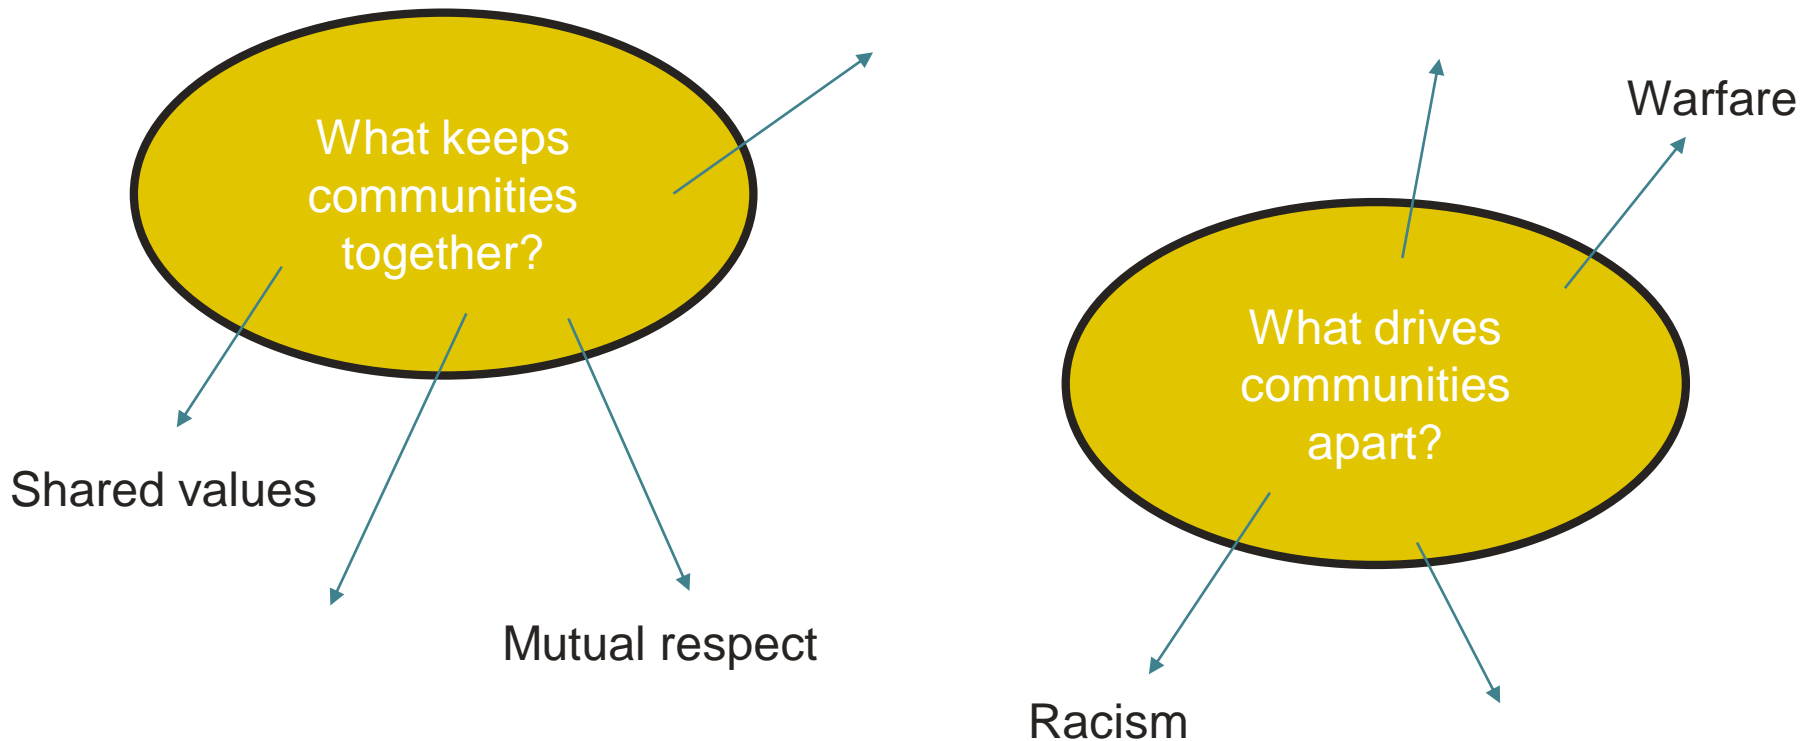 What keeps
communities
together?
Shared values
Mutual respect
Warfare
What drives
communities
apart?
Racism